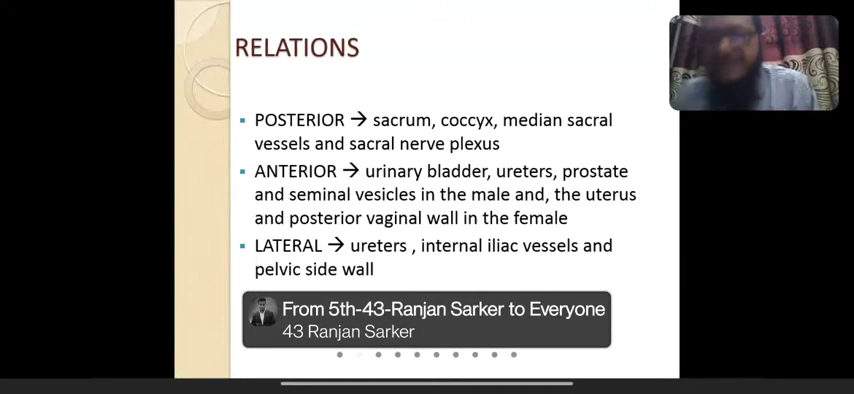 RELATIONS
▪ POSTERIOR → sacrum, coccyx, median sacral
vessels and sacral nerve plexus
▪ ANTERIOR → urinary bladder, ureters, prostate
and seminal vesicles in the male and, the uterus
and posterior vaginal wall in the female
▪ LATERAL → ureters , internal iliac vessels and
pelvic side wall
From 5th-43-Ranjan Sarker to Everyone
43 Ranjan Sarker